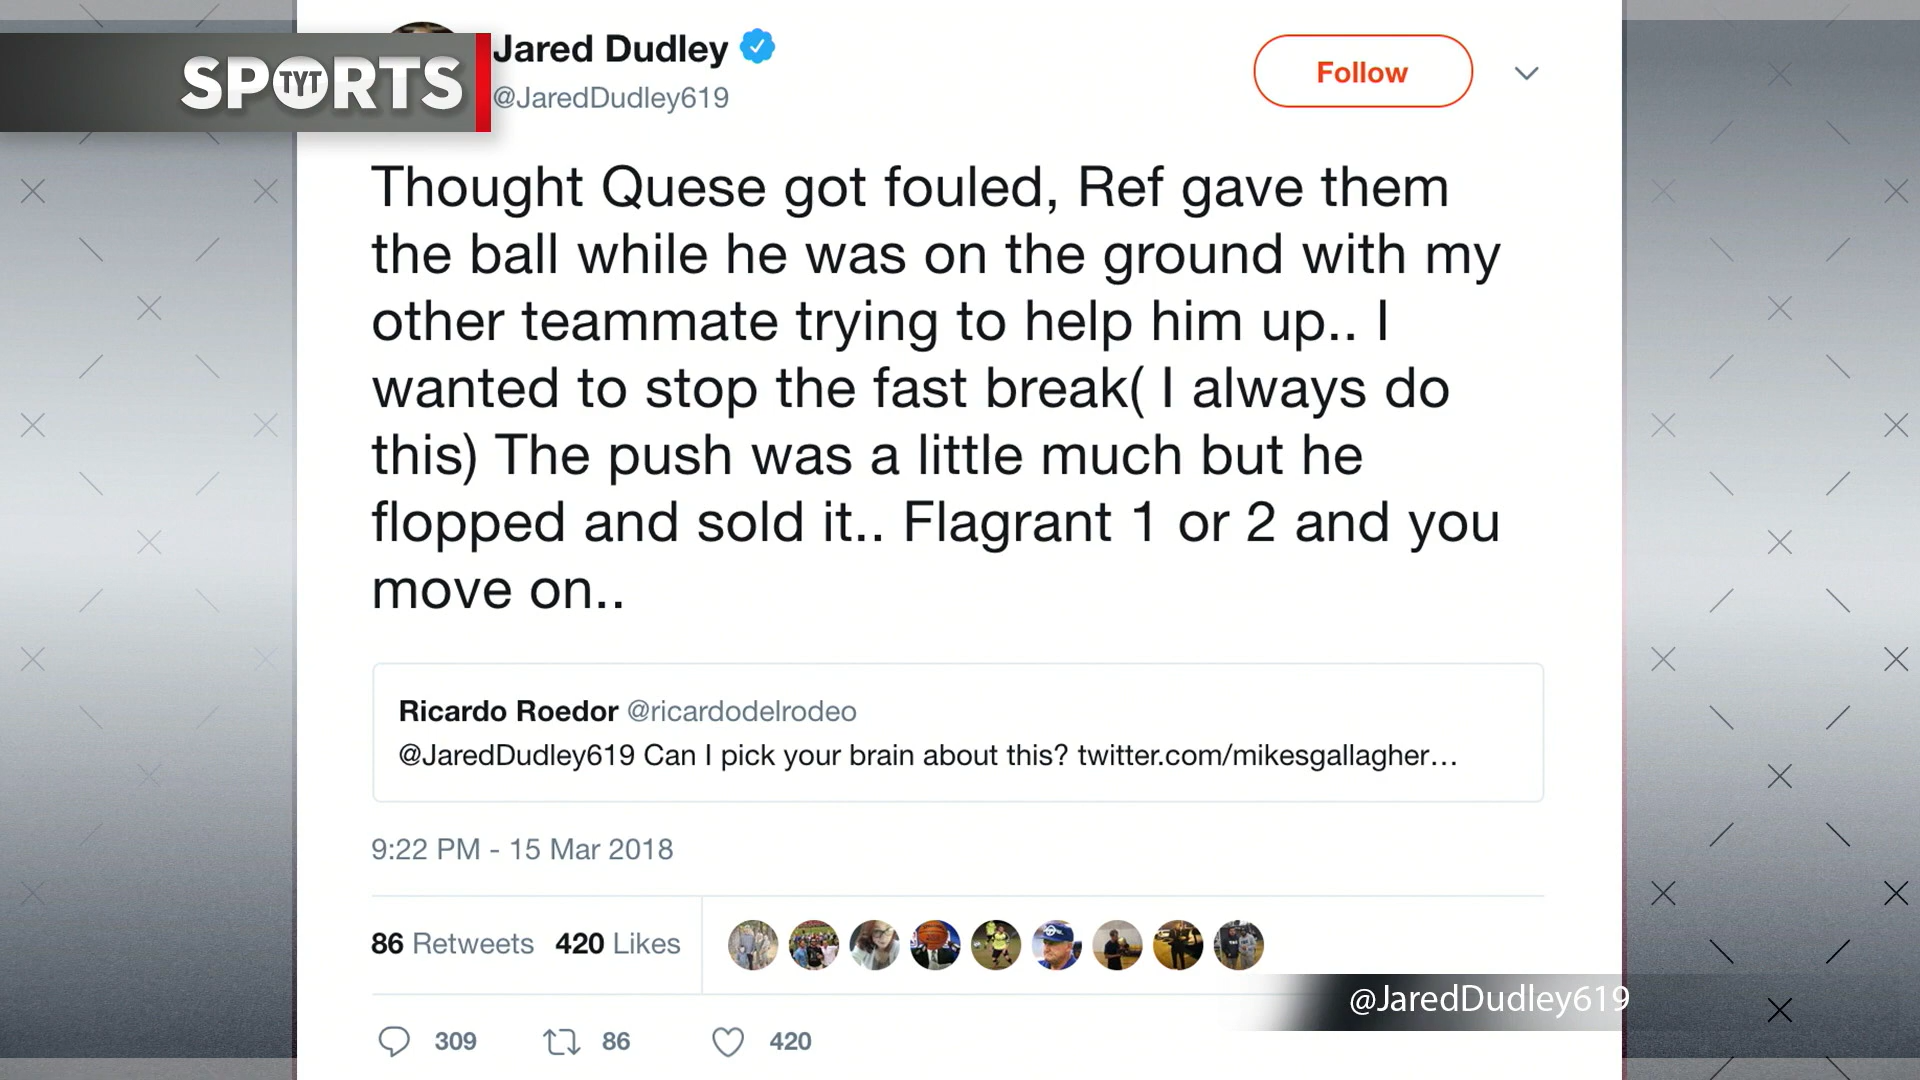 SPORTS
TYT
Jared Dudley
@JaredDudley619
Follow
Thought Quese got fouled, Ref gave them
the ball while he was on the ground with my
other teammate trying to help him up.. I
wanted to stop the fast break( I always do
this) The push was a little much but he
flopped and sold it.. Flagrant 1 or 2 and you
move on..
Ricardo Roedor @ricardodelrodeo
@JaredDudley619 Can I pick your brain about this? twitter.com/mikesgallagher…
9:22 PM - 15 Mar 2018
86 Retweets 420 Likes
@JaredDudley619
309 86 420